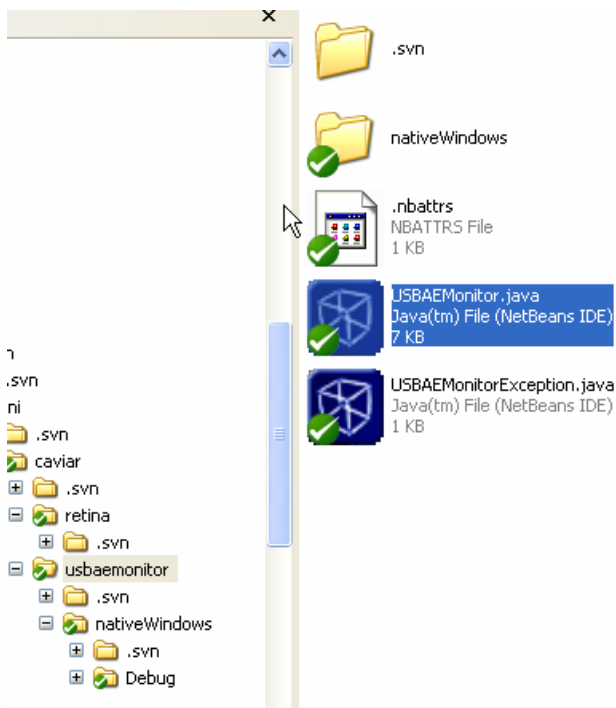 .svn
nativeWindows
.nbattrs
NBATTRS File
1 KB
USBAEMonitor.java
Java(tm) File (NetBeans IDE)
7 KB
USBAEMonitorException.java
Java(tm) File (NetBeans IDE)
1 KB
.svn
ni
.svn
caviar
.svn
retina
.svn
usbaemonitor
.svn
nativeWindows
.svn
Debug